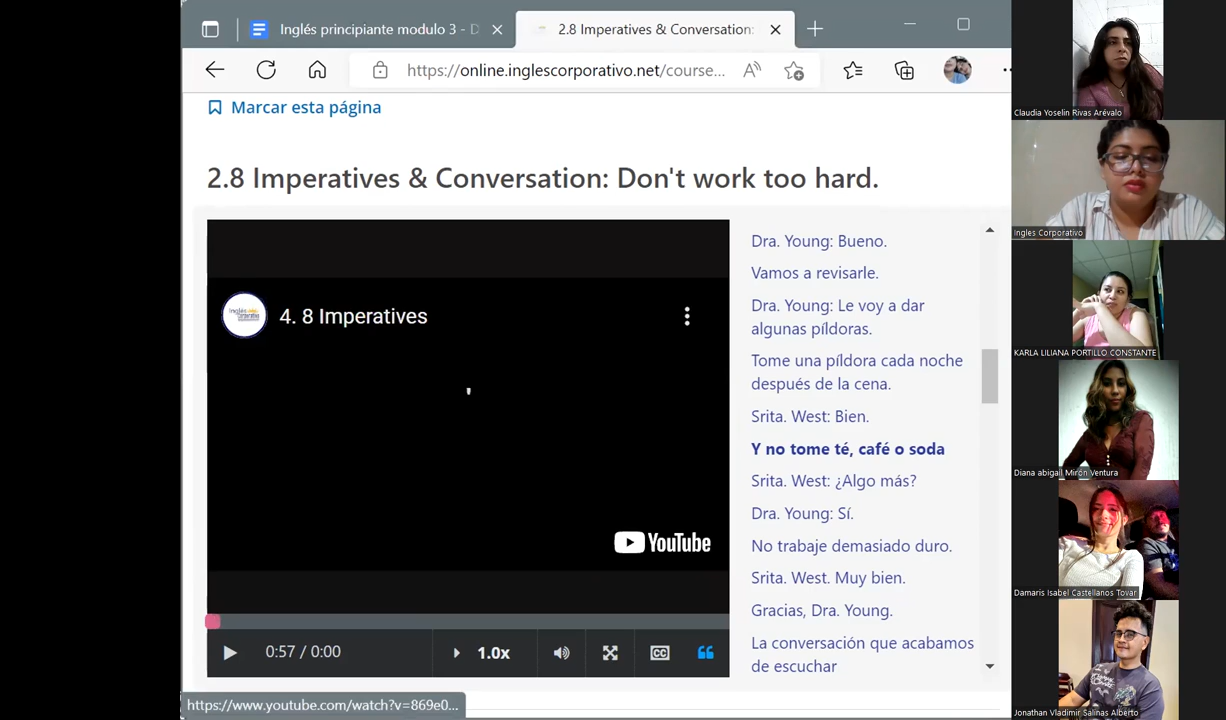 Inglés principiante modulo 3 - D
2.8 Imperatives & Conversation:
https://online.inglescorporativo.net/course...
Marcar esta página
2.8 Imperatives & Conversation: Don't work too hard.
4. 8 Imperatives
YouTube
0:57 / 0:00
1.0x
CC
Dra. Young: Bueno.
Vamos a revisarle.
Dra. Young: Le voy a dar
algunas píldoras.
Tome una píldora cada noche
después de la cena.
Srita. West: Bien.
Y no tome té, café o soda
Srita. West: ¿Algo más?
Dra. Young: Sí.
No trabaje demasiado duro.
Srita. West. Muy bien.
Gracias, Dra. Young.
La conversación que acabamos
de escuchar
https://www.youtube.com/watch?v=869e0...
Claudia Yoselin Rivas Arévalo
Ingles Corporativo
KARLA LILIANA PORTILLO CONSTANTE
Diana abigail Mirón Ventura
Damaris Isabel Castellanos Tovar
Jonathan Vladimir Salinas Alberto